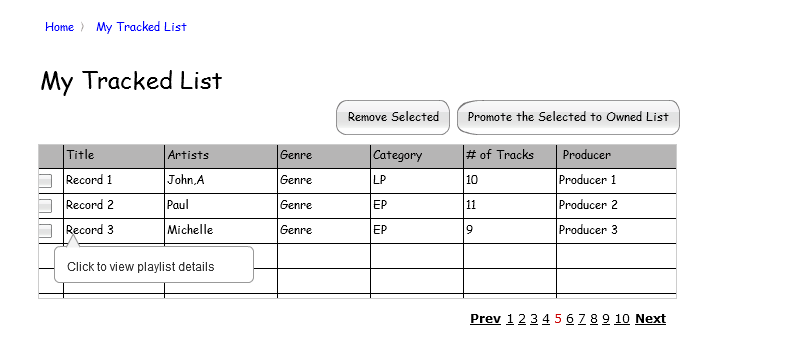 Home 〉 My Tracked List
My Tracked List
Remove Selected Promote the Selected to Owned List
Title Artists Genre Category # of Tracks Producer
Record 1 John,A Genre LP 10 Producer 1
Record 2 Paul Genre EP 11 Producer 2
Record 3 Michelle Genre EP 9 Producer 3
Click to view playlist details
Prev 1 2 3 4 5 6 7 8 9 10 Next